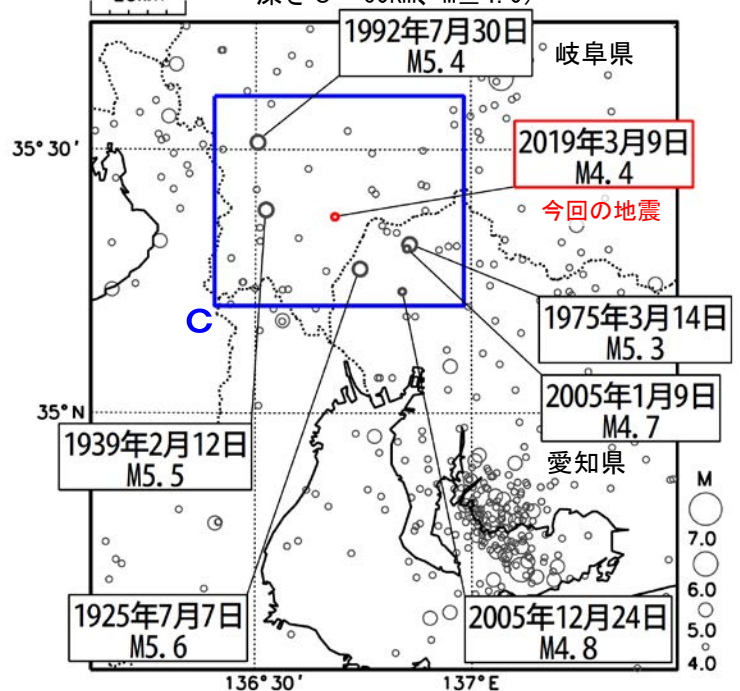 1992年7月30日
M5.4
岐阜県
35°30'
2019年3月9日
M4.4
今回の地震
C
1975年3月14日
M5.3
2005年1月9日
M4.7
35°N
1939年2月12日
M5.5
愛知県
M
7.0
6.0
5.0
4.0
1925年7月7日
M5.6
2005年12月24日
M4.8
136°30'
137°E